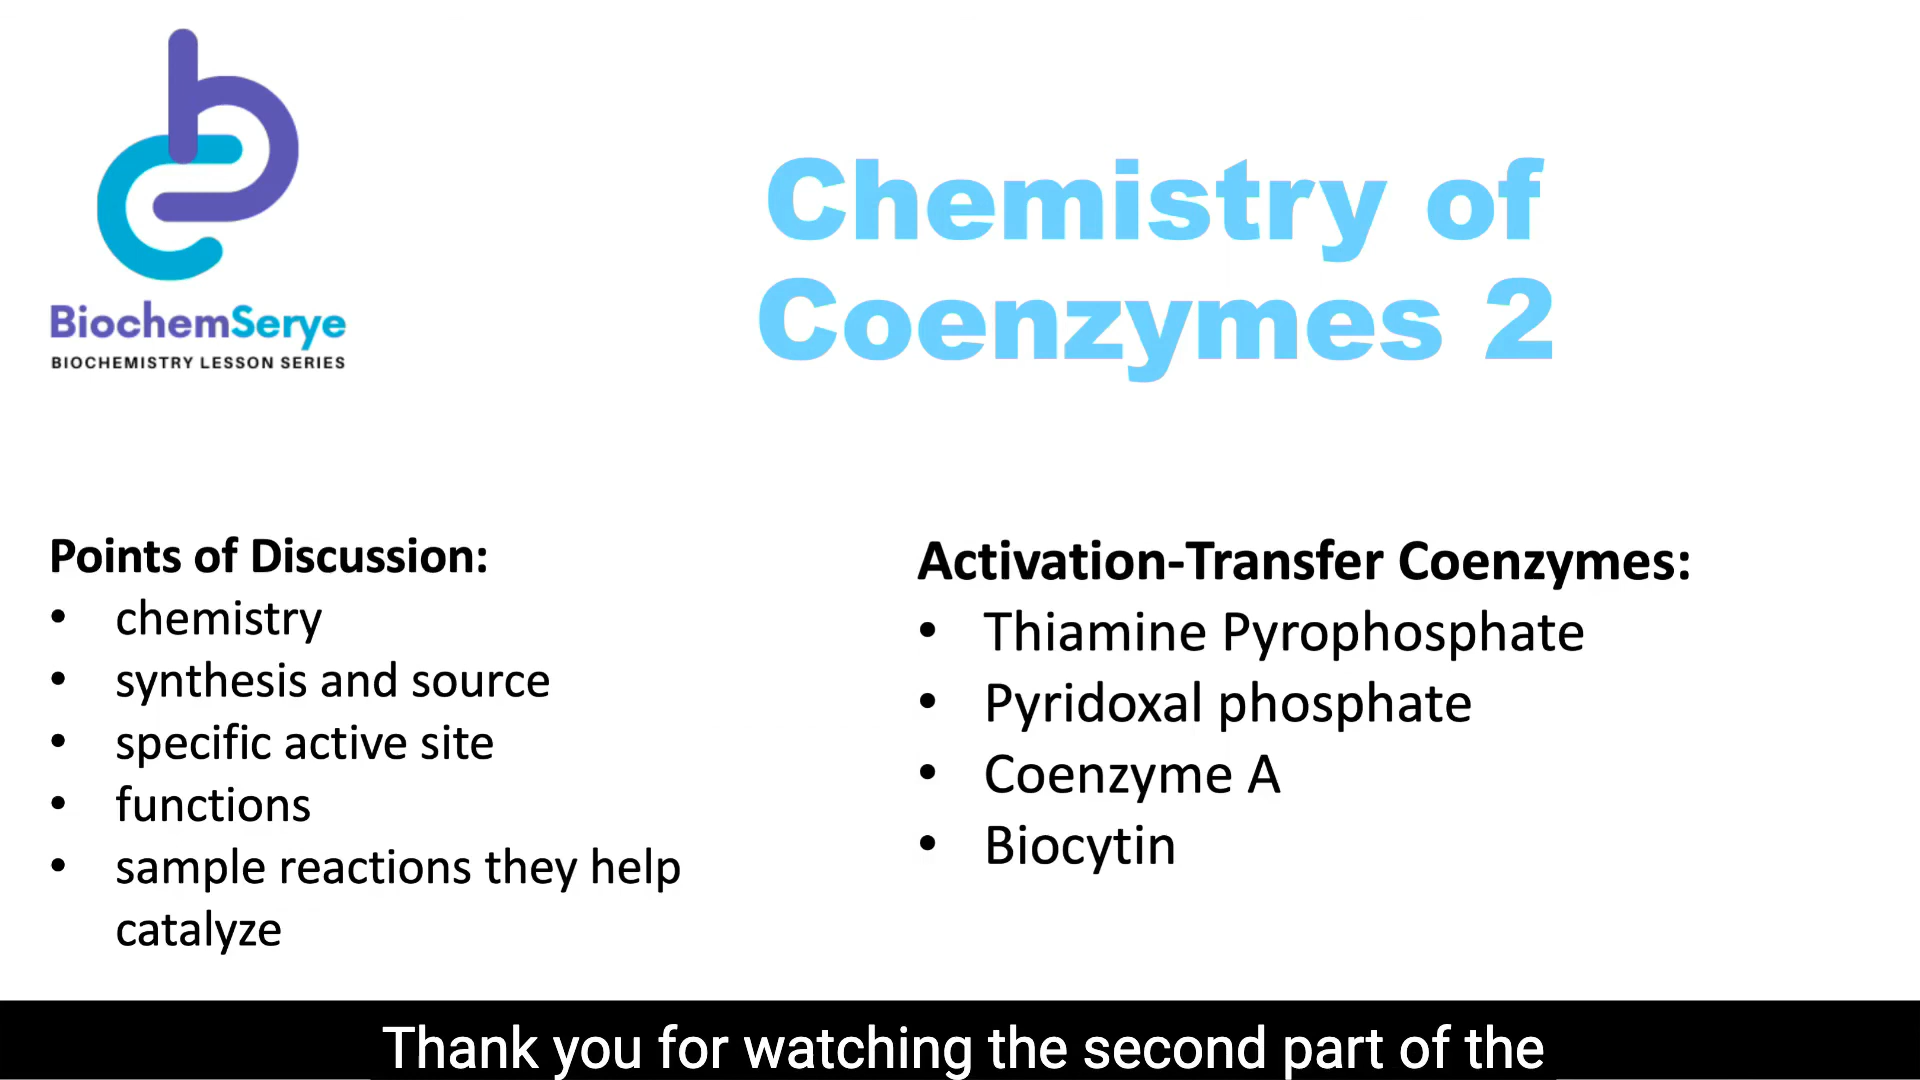 BiochemSerye
BIOCHEMISTRY LESSON SERIES
Chemistry of
Coenzymes 2
Points of Discussion:
• chemistry
• synthesis and source
• specific active site
• functions
• sample reactions they help
catalyze
Activation-Transfer Coenzymes:
• Thiamine Pyrophosphate
• Pyridoxal phosphate
• Coenzyme A
• Biocytin
Thank you for watching the second part of the